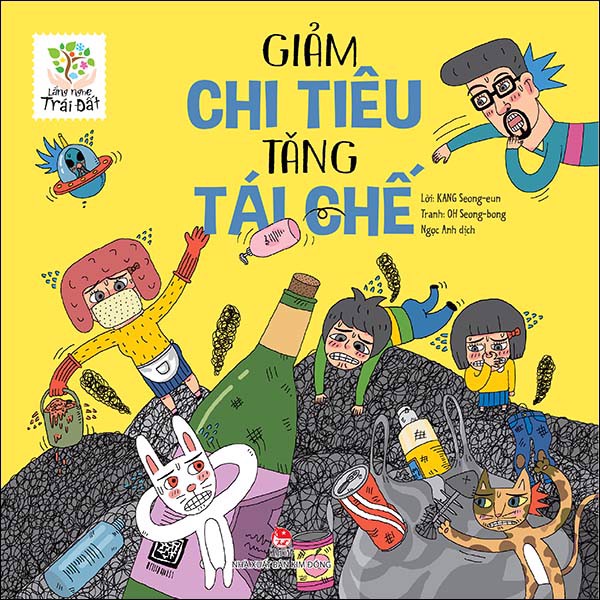 Lắng nghe
Trái Đất
GIẢM
CHI TIÊU
TĂNG
TÁI CHẾ
Lời: KANG Seong-eun
Tranh: OH Seong-bong
Ngọc Anh dịch
NHÀ XUẤT BẢN KIM ĐỒNG